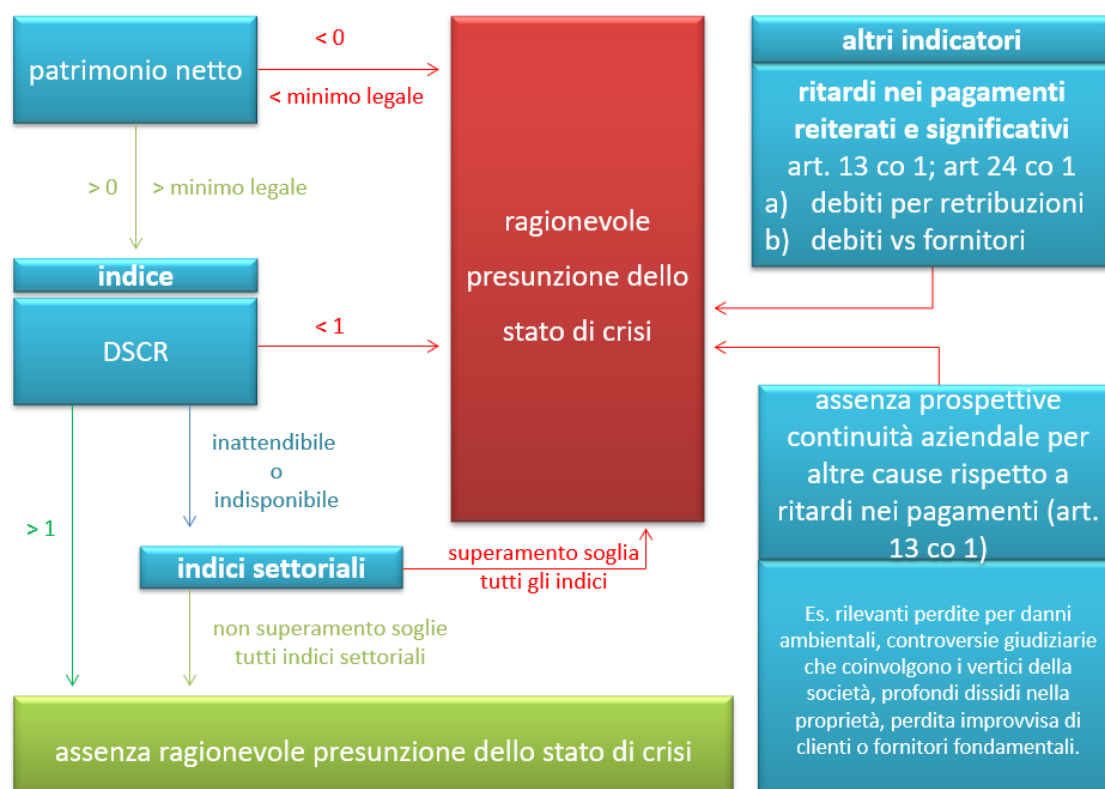 patrimonio netto
< 0
< minimo legale
> 0
> minimo legale
indice
DSCR
< 1
inattendibile
o
indisponibile
> 1
indici settoriali
superamento soglia
tutti gli indici
non superamento soglie
tutti indici settoriali
assenza ragionevole presunzione dello stato di crisi
ragionevole
presunzione dello
stato di crisi
altri indicatori
ritardi nei pagamenti
reiterati e significativi
art. 13 co 1; art 24 co 1
a) debiti per retribuzioni
b) debiti vs fornitori
assenza prospettive
continuità aziendale per
altre cause rispetto a
ritardi nei pagamenti (art.
13 co 1)
Es. rilevanti perdite per danni
ambientali, controversie giudiziarie
che coinvolgono i vertici della
società, profondi dissidi nella
proprietà, perdita improvvisa di
clienti o fornitori fondamentali.